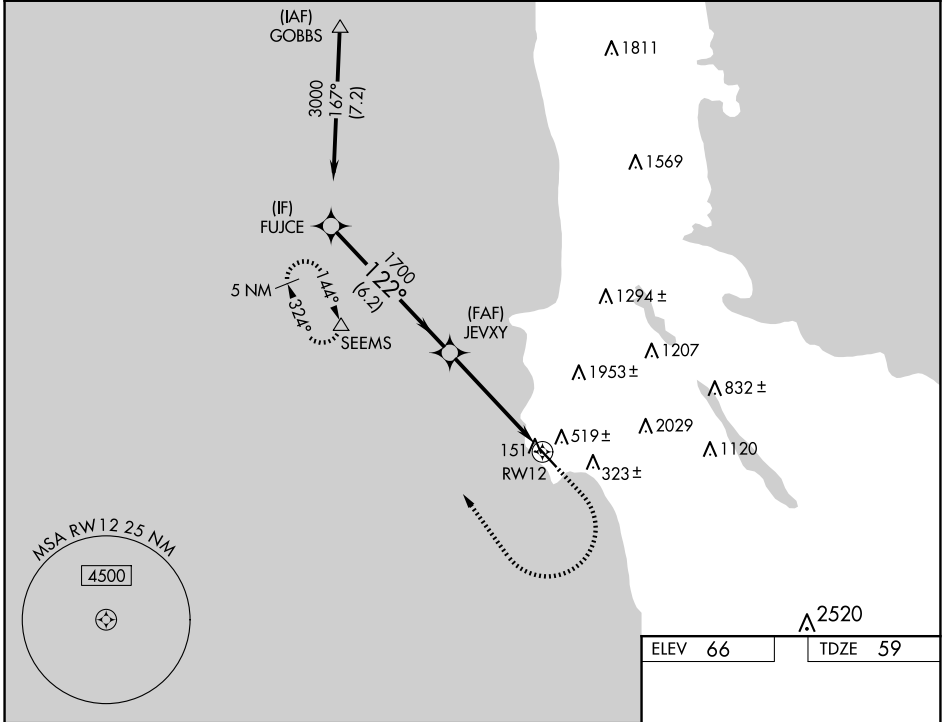 (IAF)
GOBBS
1811
3000
167°
(7.2)
1569
(IF)
FUJCE
1700
122°
(6.2)
5 NM
144°
324°
SEEMS
1294 ±
(FAF)
JEVXY
1207
1953 ±
832 ±
2029
519 ±
151
1120
RW12
323 ±
MSA RW12 25 NM
4500
2520
ELEV 66
TDZE 59